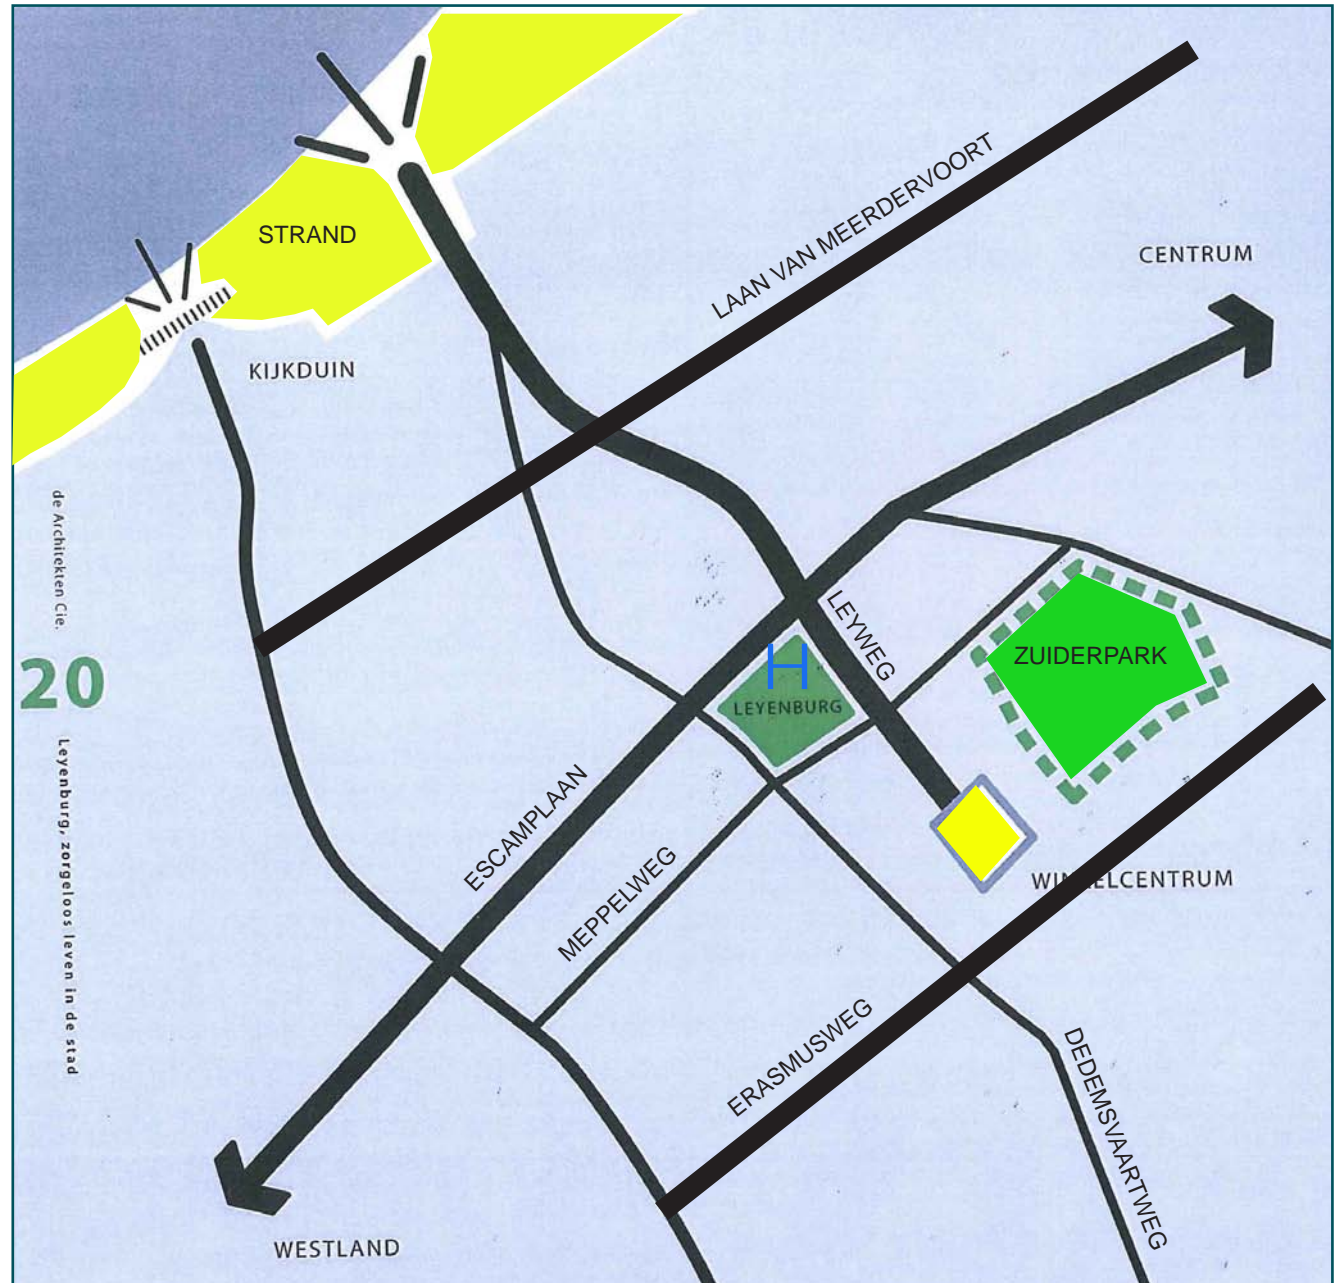 STRAND
LAAN VAN MEERDERVOORT
CENTRUM
KIJKDUIN
de Architekten Cie.
20
Leyenburg, zorgeloos leven in de stad
LEYWEG
ZUIDERPARK
H
LEYENBURG
ESCAMPLAAN
MEPPELWEG
WINKELCENTRUM
ERASMUSWEG
DEDEMSVAARTWEG
WESTLAND